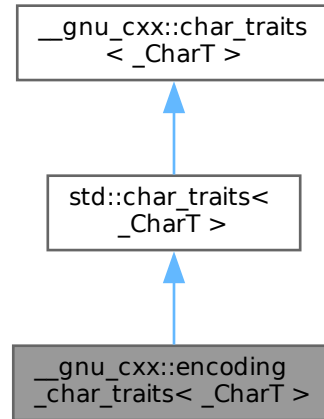 __gnu_cxx::char_traits
< _CharT >
std::char_traits<
_CharT >
__gnu_cxx::encoding
_char_traits< _CharT >